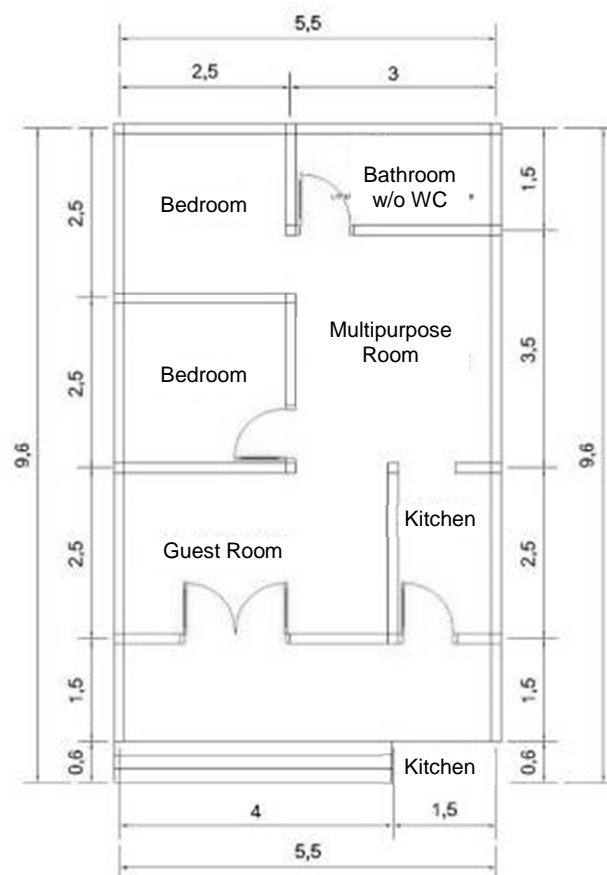 5,5
2,5
3
Bedroom
Bathroom
w/o WC
1,5
2,5
Multipurpose
Room
3,5
Bedroom
2,5
9,6
9,6
Kitchen
Guest Room
2,5
2,5
1,5
1,5
0,6
Kitchen
0,6
4
1,5
5,5